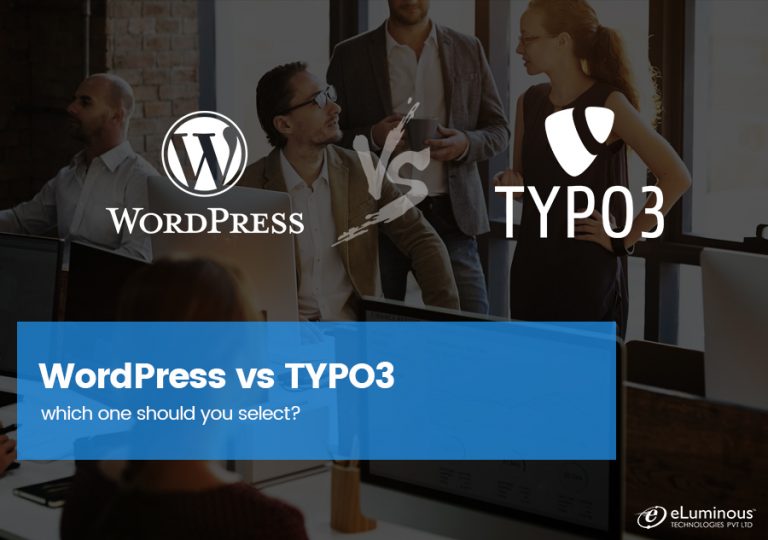 WORDPRESS
VS
TYPO3
WordPress vs TYPO3
which one should you select?
eLuminous
TECHNOLOGIES PVT LTD